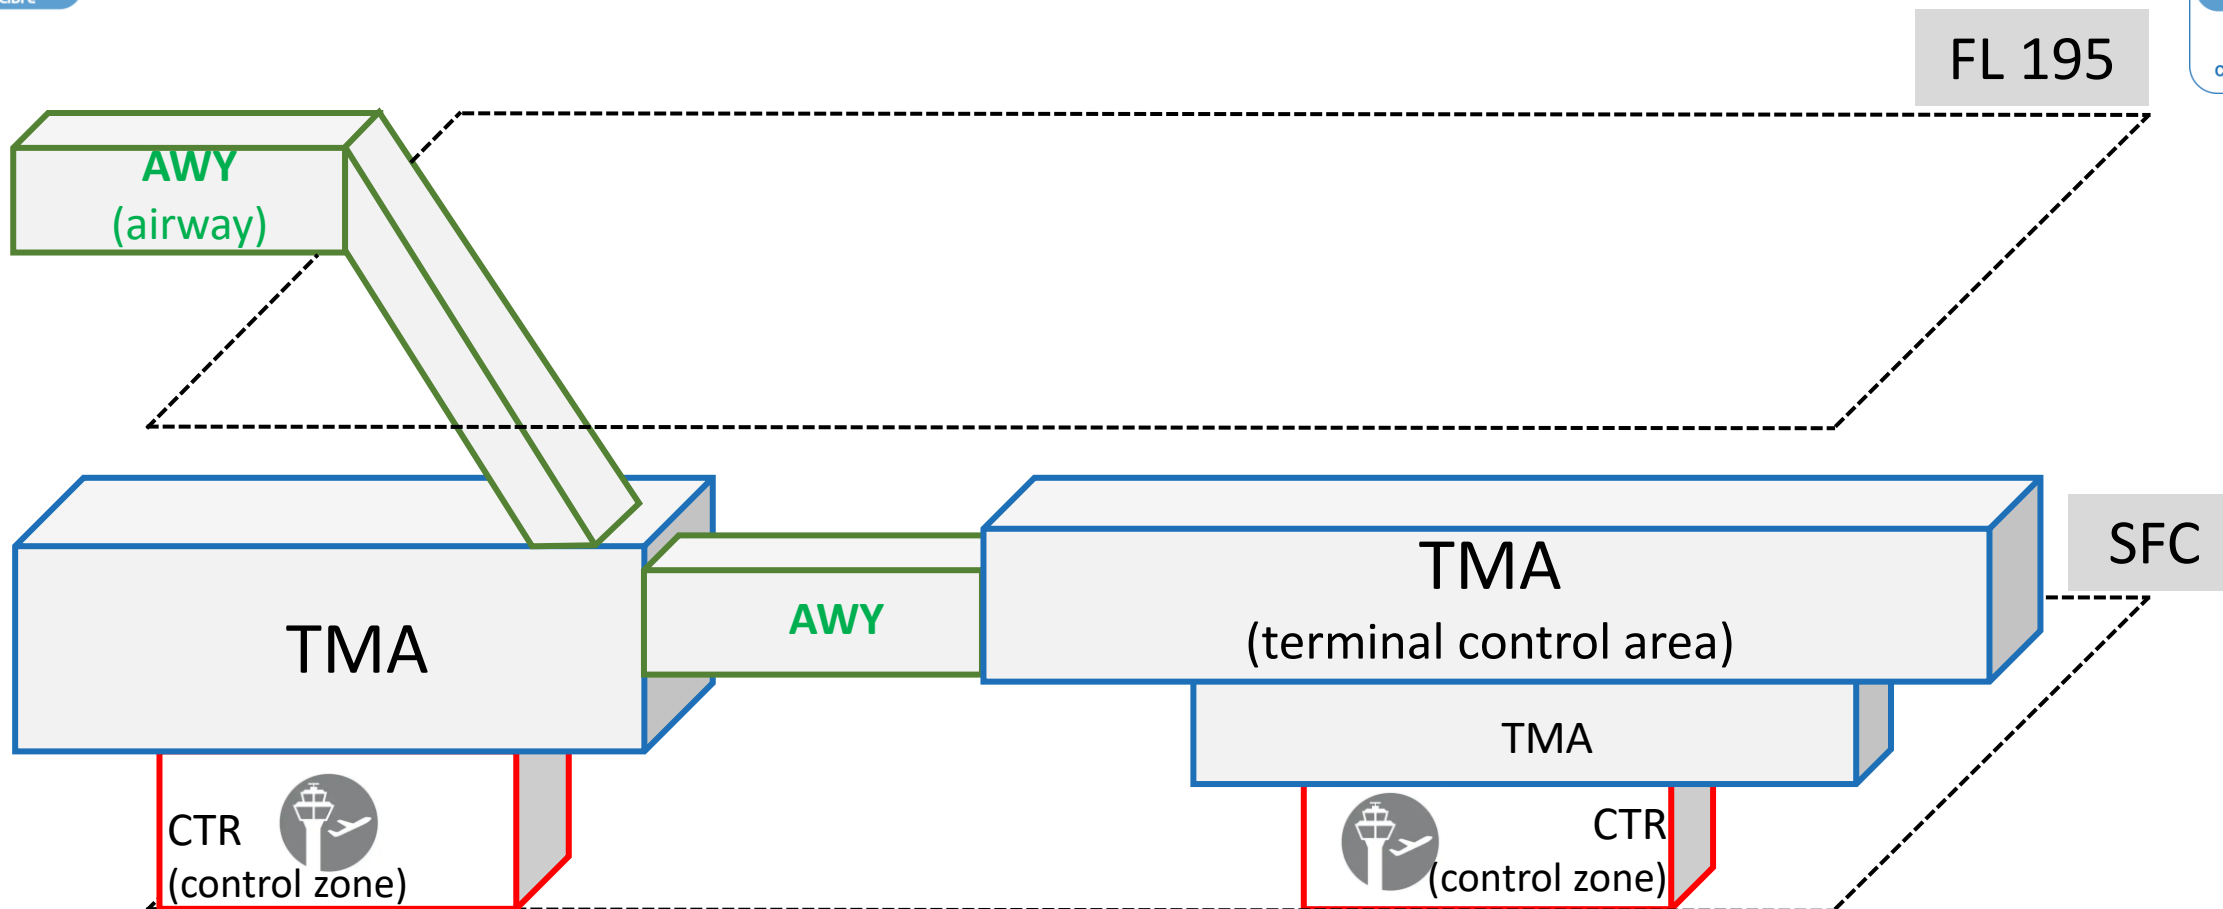 FL 195
AWY
(airway)
SFC
TMA
(terminal control area)
AWY
TMA
TMA
CTR
(control zone)
CTR
(control zone)